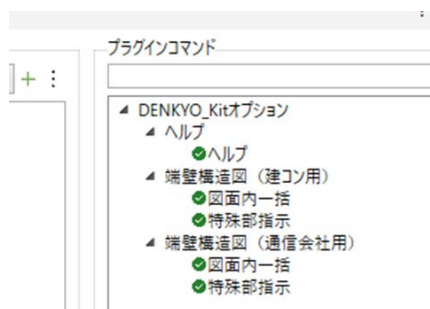 プラグインコマンド
DENKYO_Kitオプション
ヘルプ
ヘルプ
端壁構造図（建コン用）
図面内一括
特殊部指示
端壁構造図（通信会社用）
図面内一括
特殊部指示